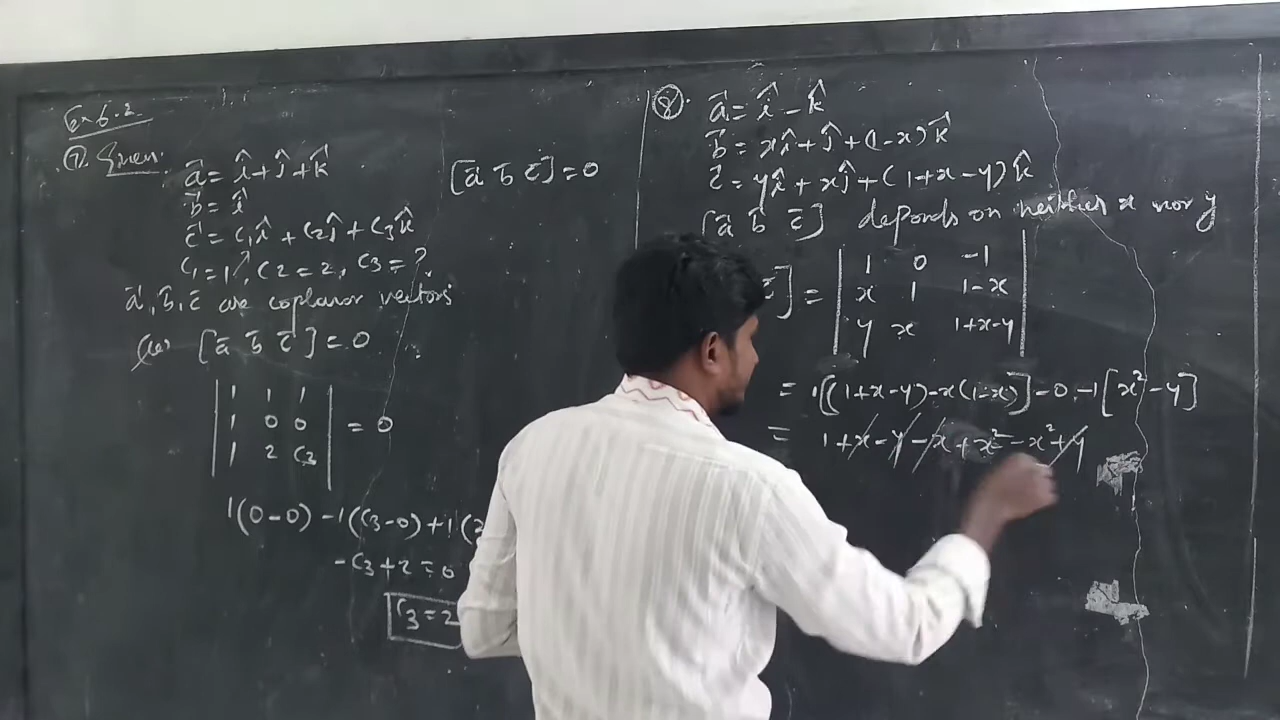 Ex 6.2
⑦. Given:
a⃗ = î + ĵ + k̂
b⃗ = î
c⃗ = c₁î + c₂ĵ + c₃k̂
c₁ = 1, c₂ = 2, c₃ = ?
a⃗, b⃗, c⃗ are coplanar vectors
[a⃗ b⃗ c⃗] = 0
| 1 1 1 |
| 1 0 0 | = 0
| 1 2 c₃ |
1(0-0) -1(c₃-0) +1(2
-c₃+2 = 0
c₃ = 2
[a⃗ b⃗ c⃗] = 0
⑧. a⃗ = î - k̂
b⃗ = xî + ĵ + (1-x)k̂
c⃗ = yî + xĵ + (1+x-y)k̂
[a⃗ b⃗ c⃗] depends on neither x nor y
| 1 0 -1 |
c⃗] = | x 1 1-x |
| y x 1+x-y |
= 1[(1+x-y)-x(1-x)]-0-1[x²-y]
= 1+x-y-x+x²-x²+y